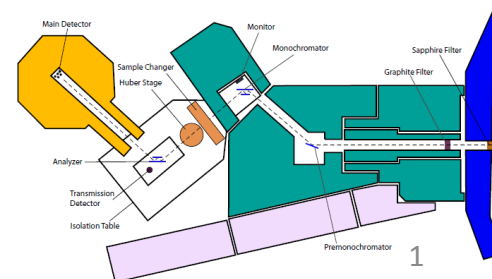 Main Detector
Monitor
Sapphire Filter
Sample Changer
Monochromator
Huber Stage
Graphite Filter
Analyzer
Transmission
Detector
Isolation Table
Premonochromator
1